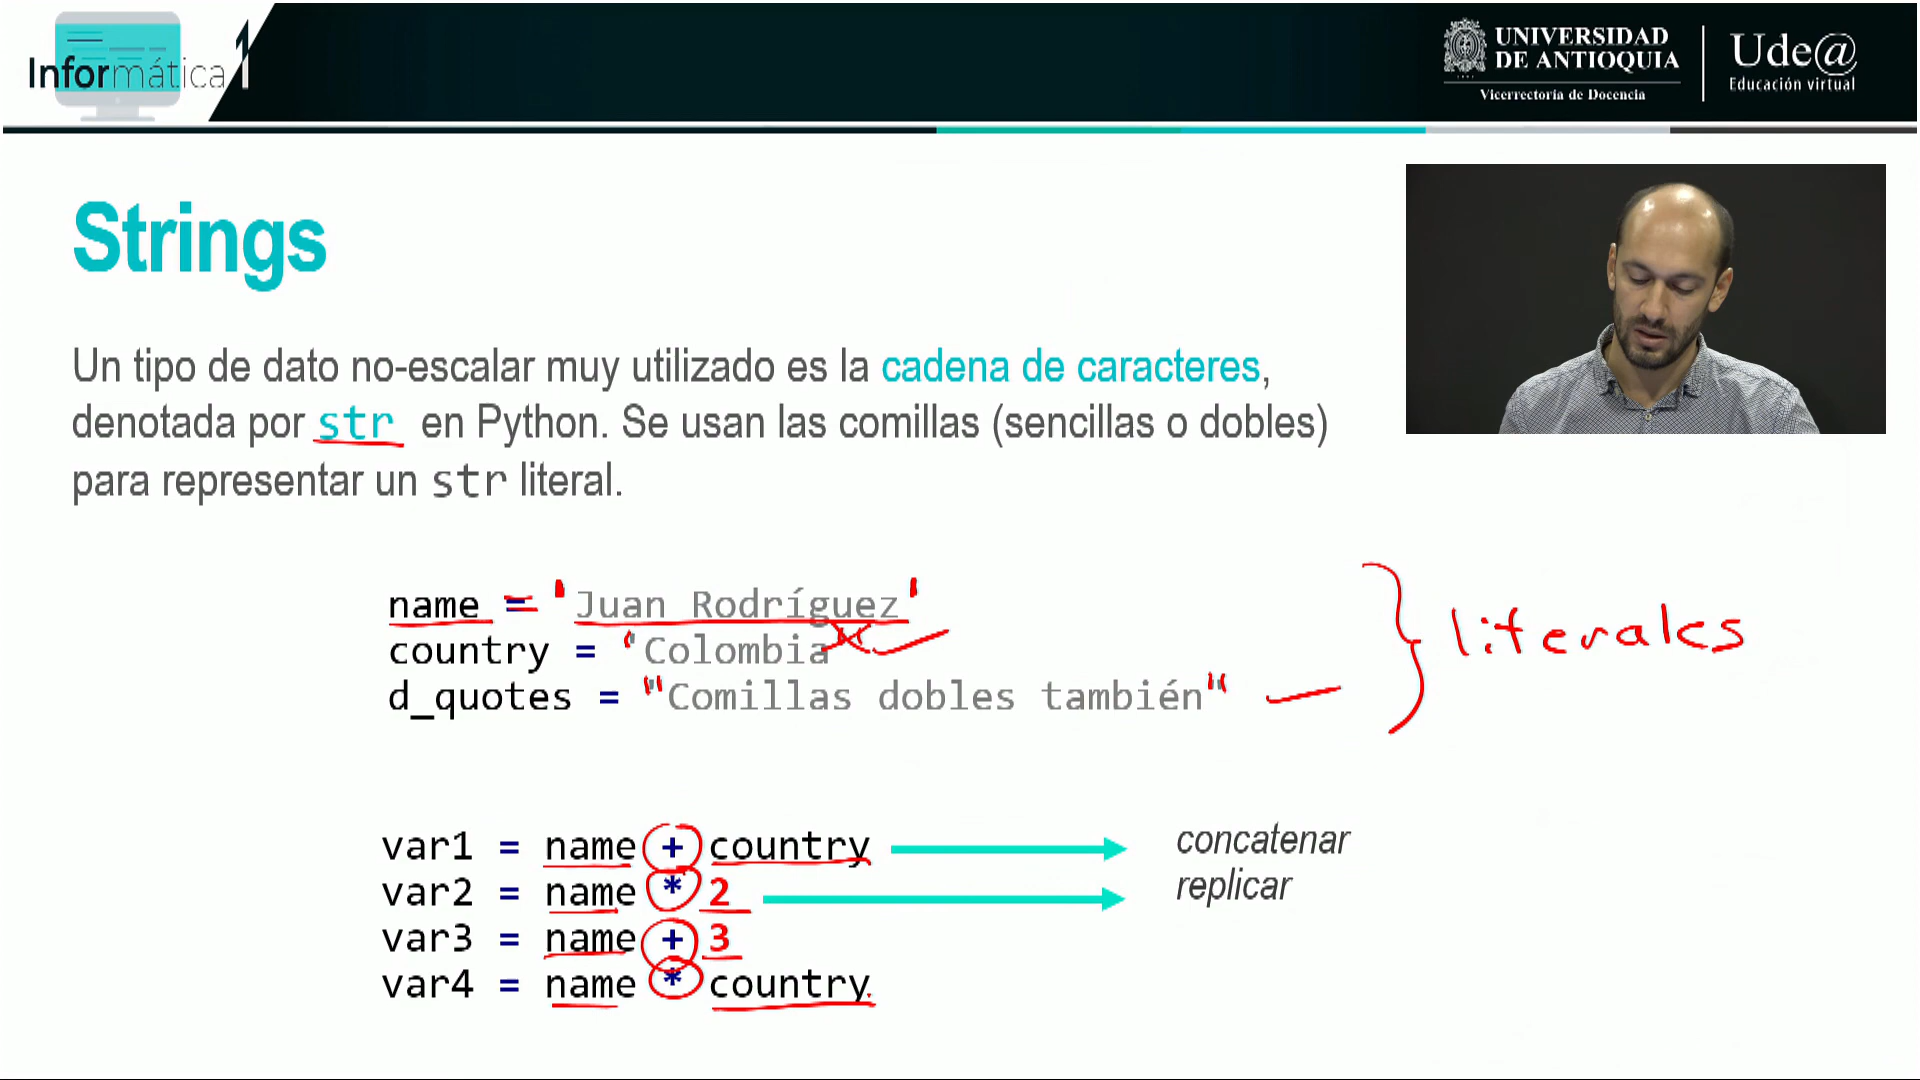 Informática 1
UNIVERSIDAD
DE ANTIOQUIA
Vicerrectoría de Docencia
Ude@
Educación virtual
Strings
Un tipo de dato no-escalar muy utilizado es la cadena de caracteres,
denotada por str en Python. Se usan las comillas (sencillas o dobles)
para representar un str literal.
name = 'Juan Rodríguez'
country = 'Colombia'
d_quotes = "Comillas dobles también"
literales
var1 = name + country
concatenar
var2 = name * 2
replicar
var3 = name + 3
var4 = name * country